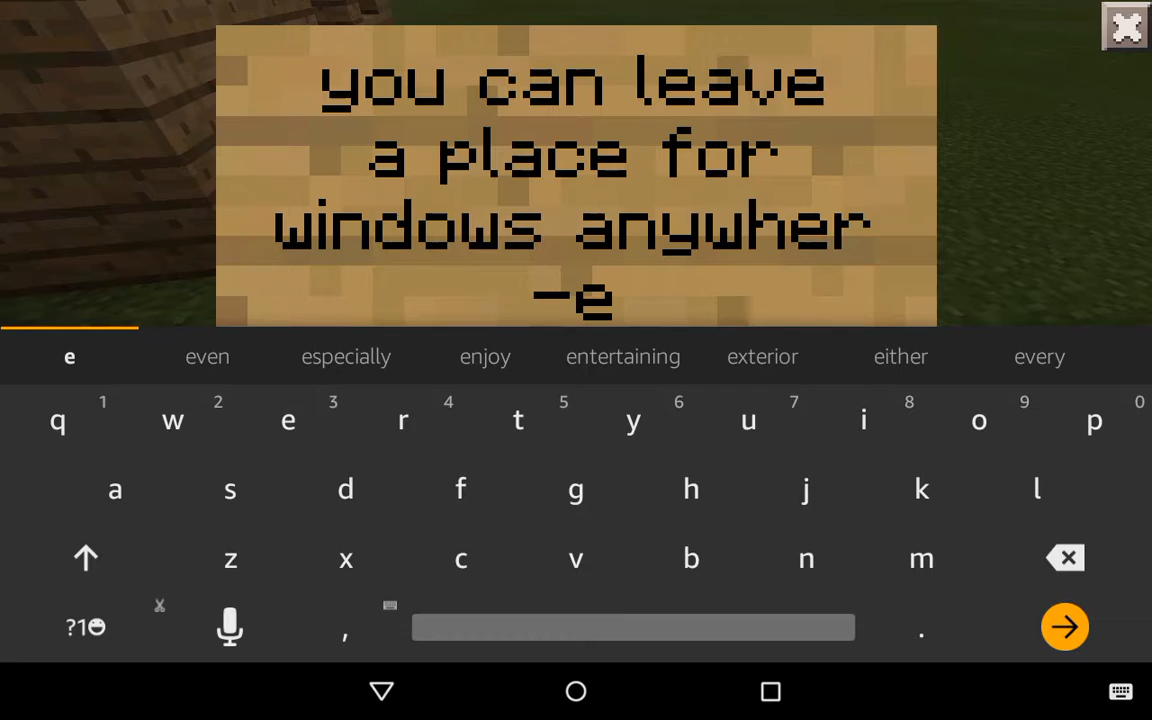 you can leave
a place for
windows anywher
-e
e even especially enjoy entertaining exterior either every
1 2 3 4 5 6 7 8 9 0
q w e r t y u i o p
a s d f g h j k l
z x c v b n m
?1 , .